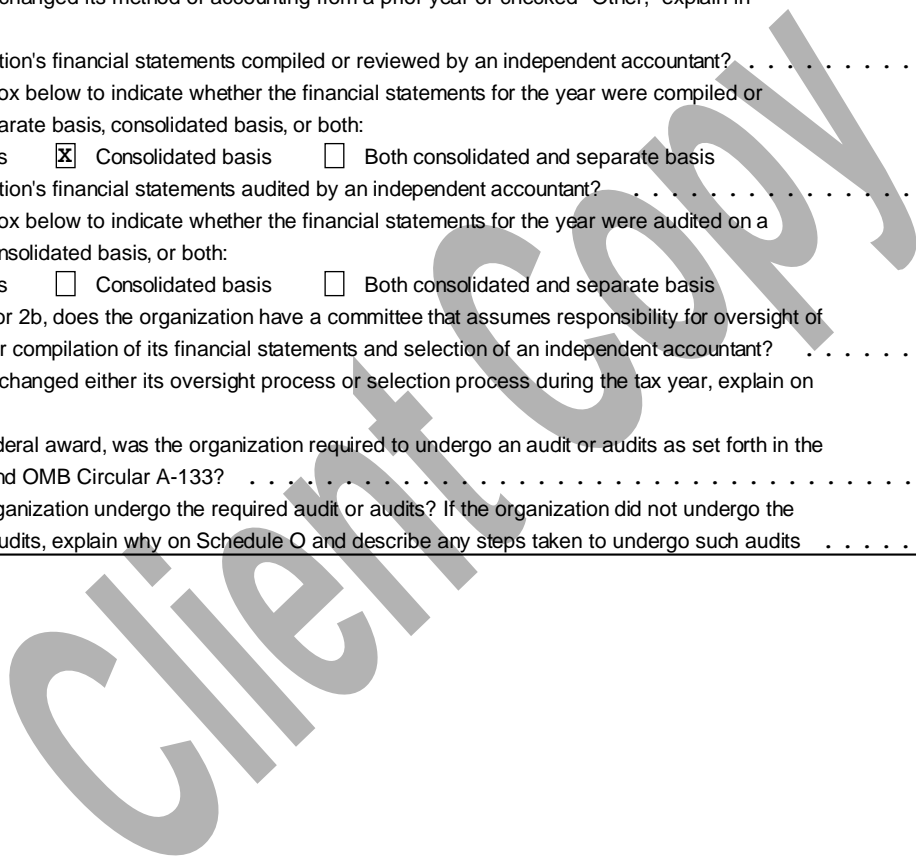 changed its method of accounting from a prior year or checked "Other," explain in
tion's financial statements compiled or reviewed by an independent accountant? . . . . . . . . .
ox below to indicate whether the financial statements for the year were compiled or
arate basis, consolidated basis, or both:
s X Consolidated basis Both consolidated and separate basis
tion's financial statements audited by an independent accountant? . . . . . . . . . . . . . . .
ox below to indicate whether the financial statements for the year were audited on a
nsolidated basis, or both:
s Consolidated basis Both consolidated and separate basis
or 2b, does the organization have a committee that assumes responsibility for oversight of
r compilation of its financial statements and selection of an independent accountant? . . . . . .
changed either its oversight process or selection process during the tax year, explain on
deral award, was the organization required to undergo an audit or audits as set forth in the
nd OMB Circular A-133? . . . . . . . . . . . . . . . . . . . . . . . . . . . . . . . . . . .
ganization undergo the required audit or audits? If the organization did not undergo the
udits, explain why on Schedule O and describe any steps taken to undergo such audits . . . . .
Client Copy